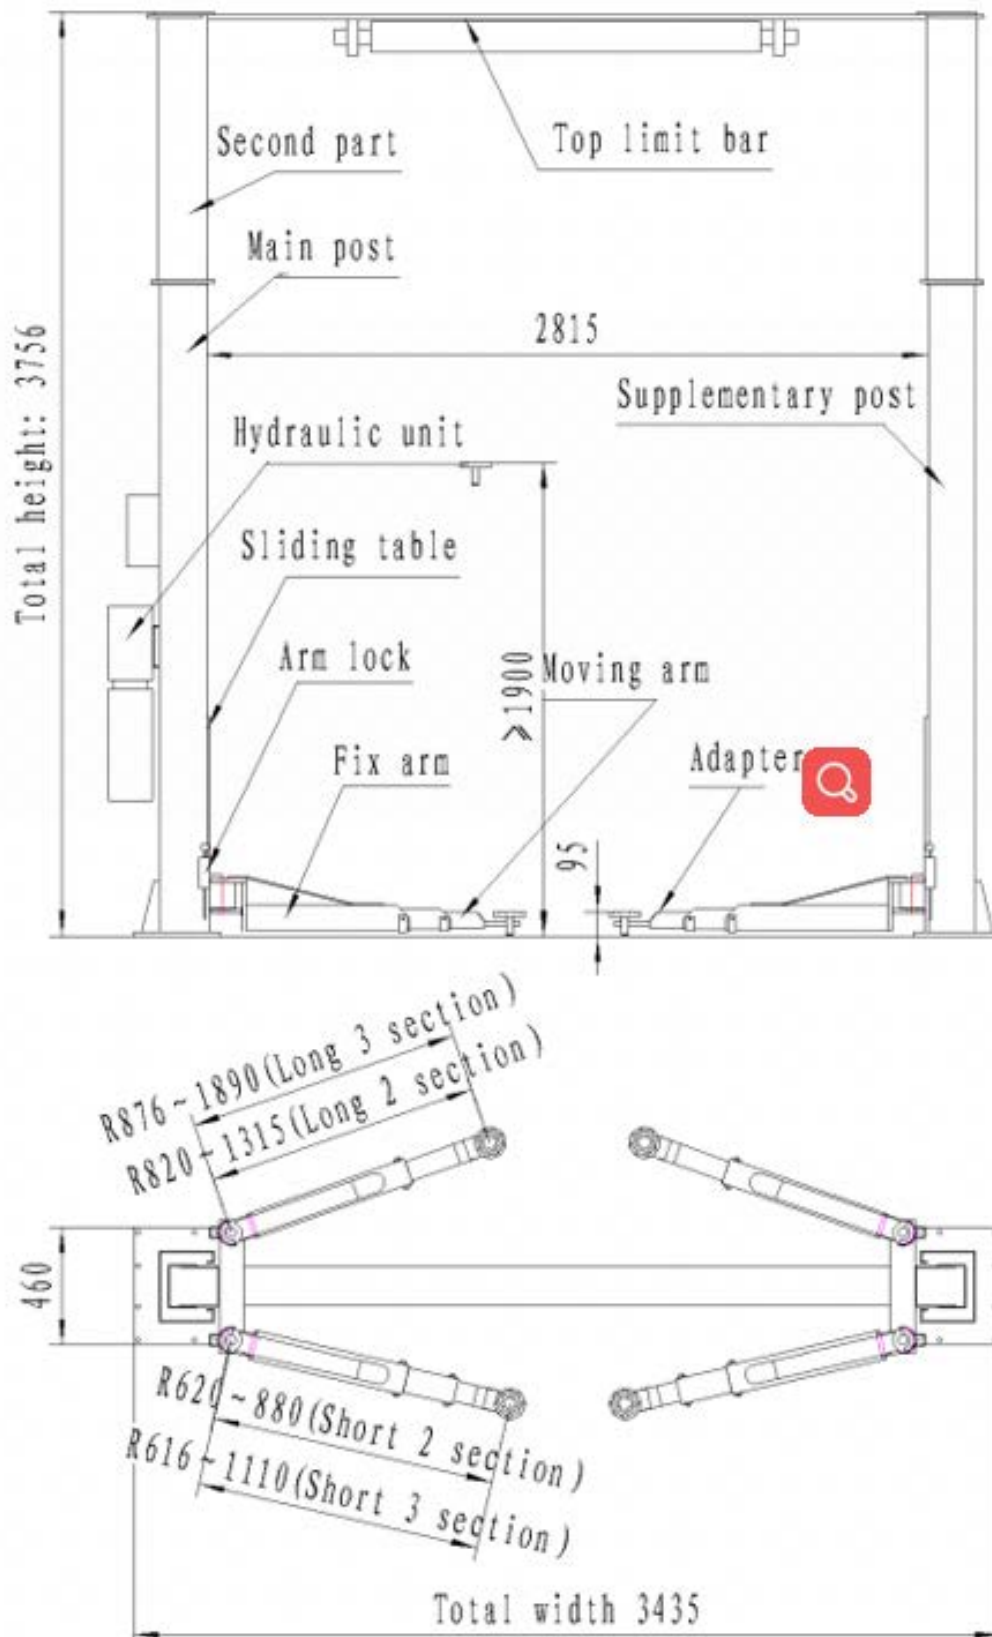 Second part
Top limit bar
Main post
2815
Total height: 3756
Supplementary post
Hydraulic unit
Sliding table
Arm lock
≥1900
Moving arm
Fix arm
Adapter
95
R876~1890(Long 3 section)
R820~1315(Long 2 section)
460
R620~880(Short 2 section)
R616~1110(Short 3 section)
Total width 3435